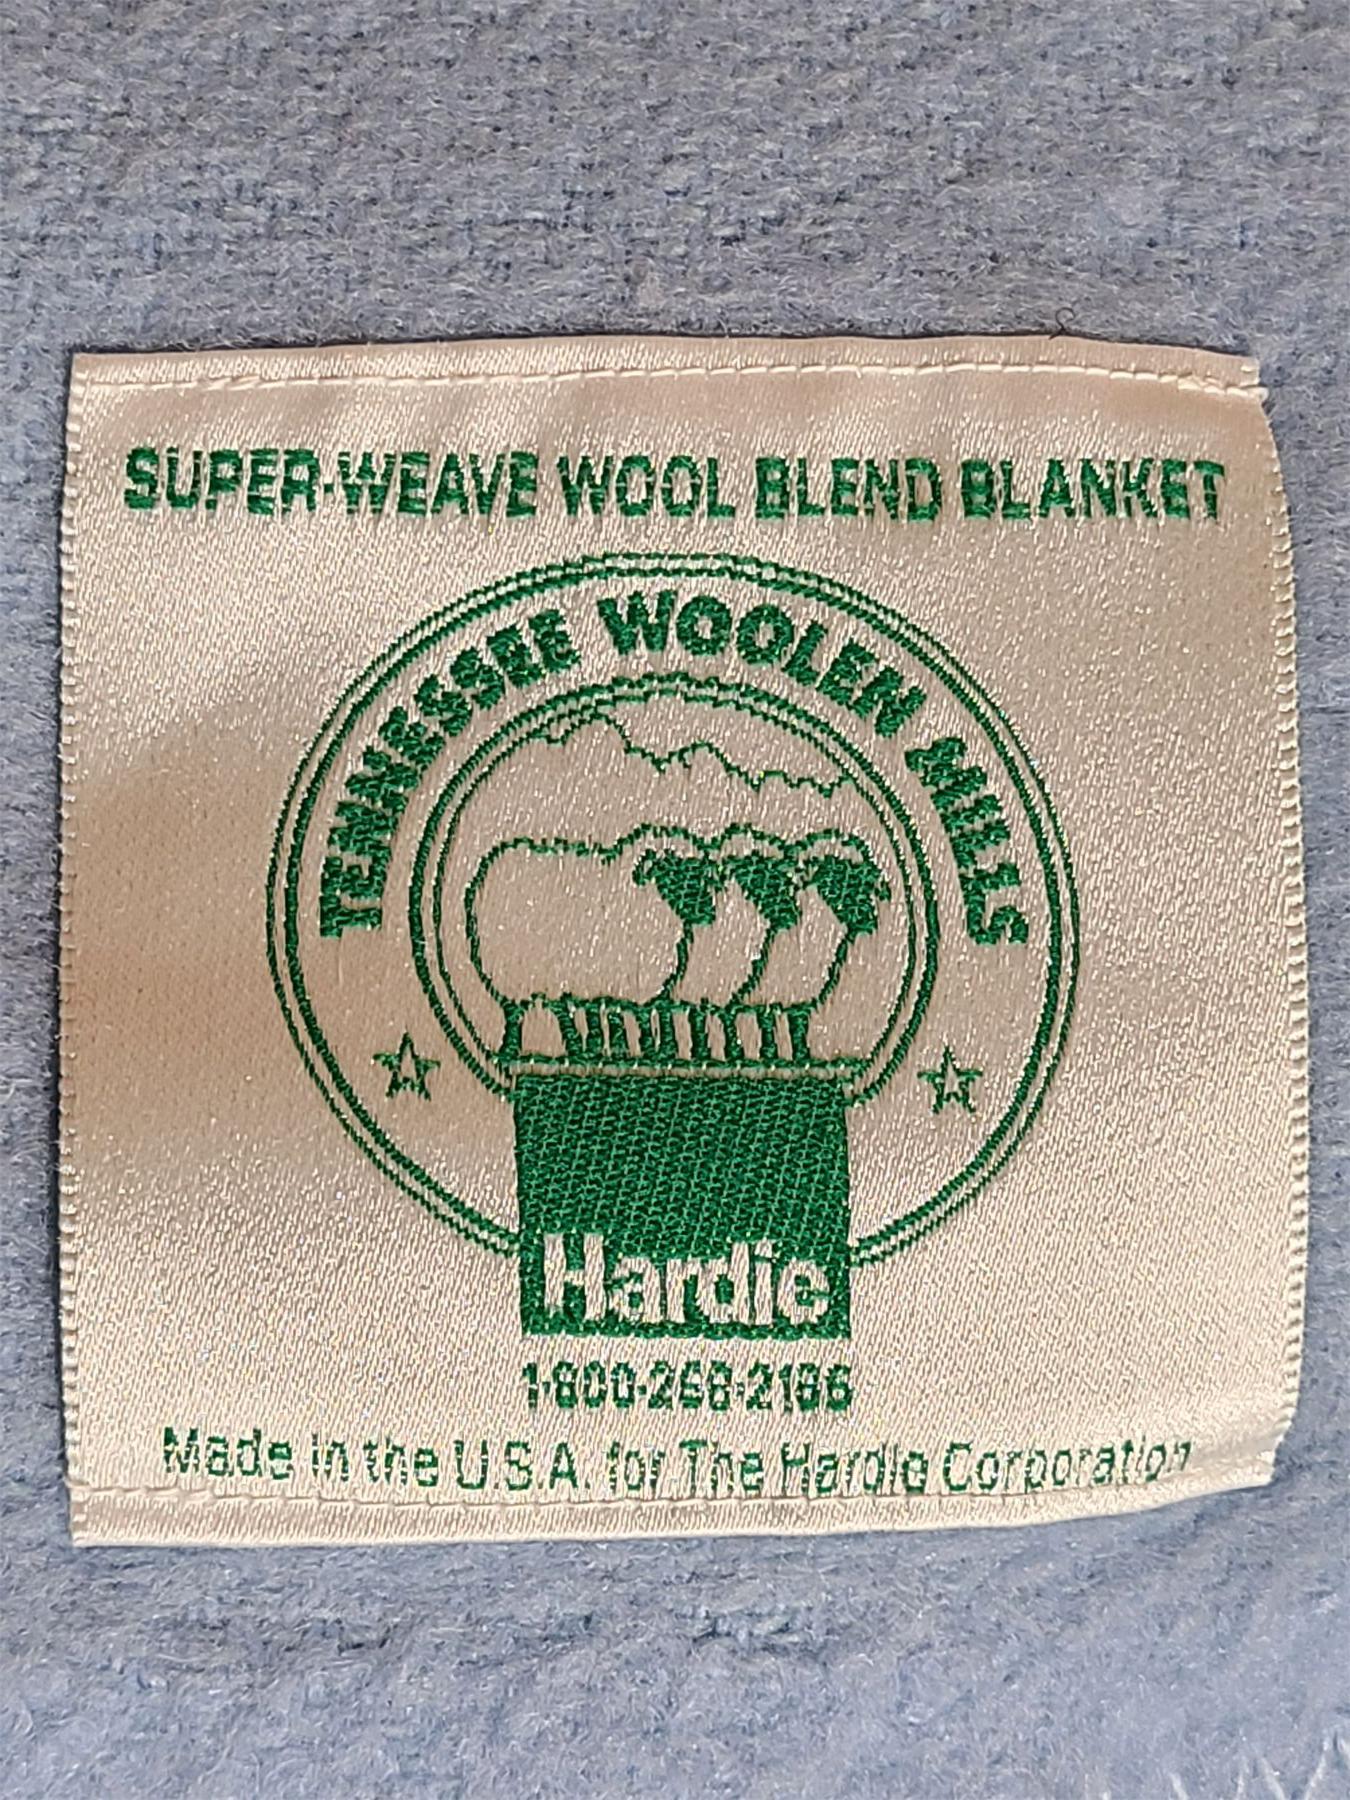 SUPER-WEAVE WOOL BLEND BLANKET
TENNESSEE WOOLEN MILLS
Hardie
1-800-268-2186
Made in the U.S.A. for The Hardie Corporation